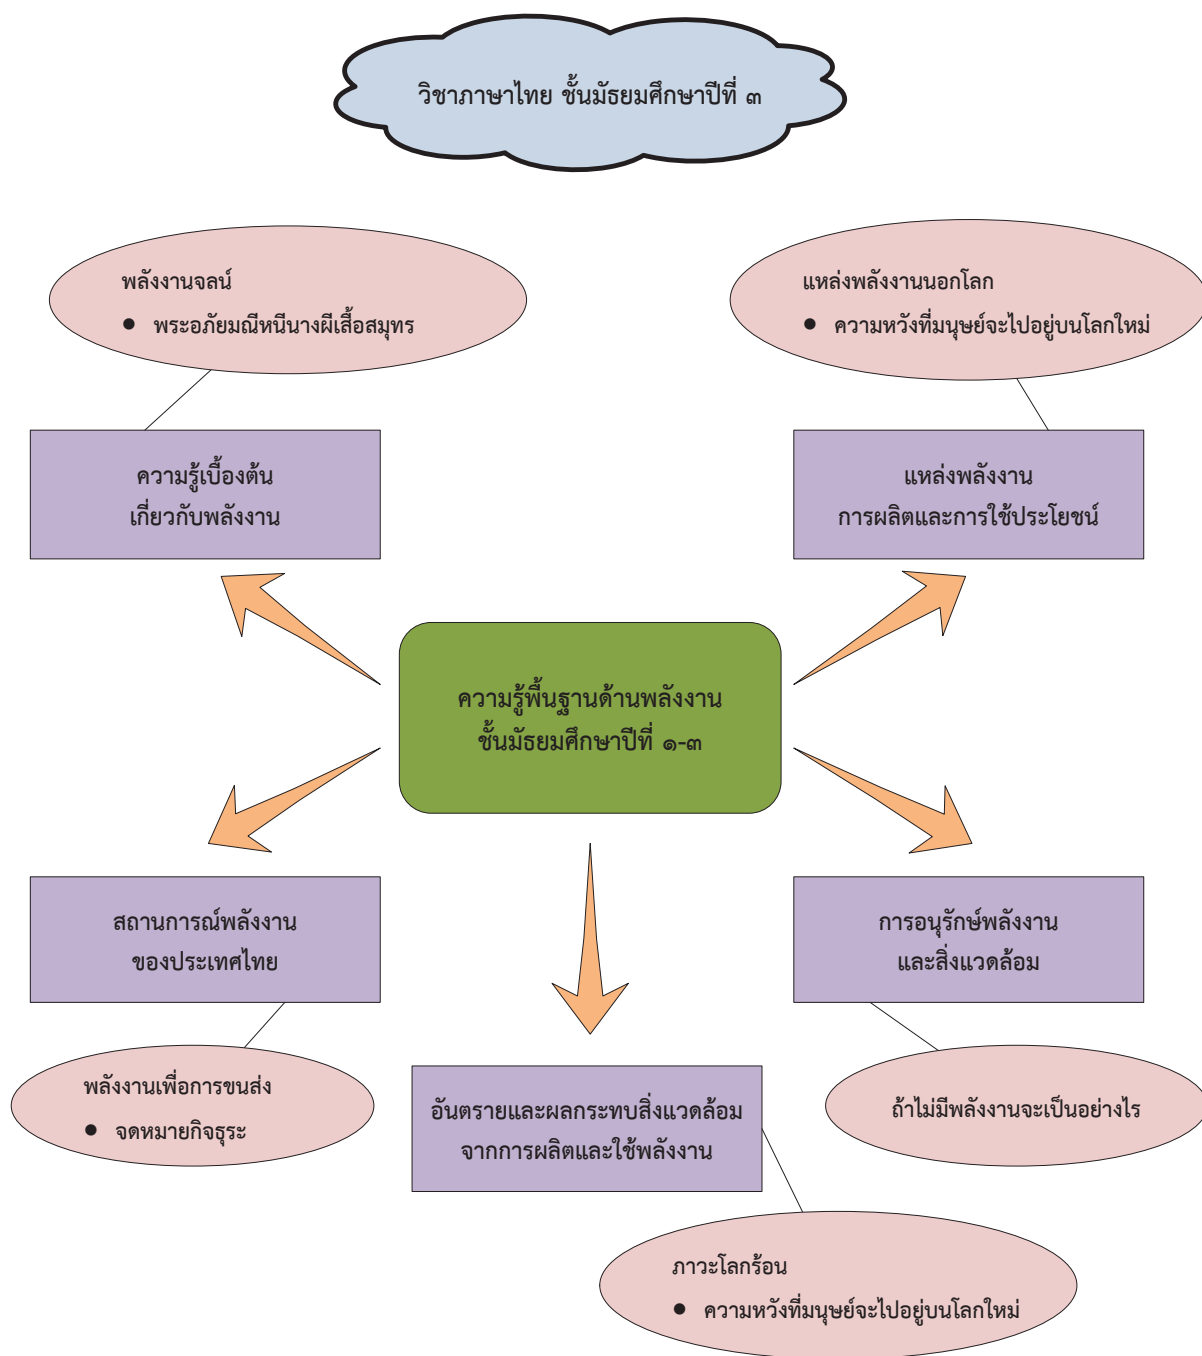 วิชาภาษาไทย ชั้นมัธยมศึกษาปีที่ ๓
พลังงานจลน์
● พระอภัยมณีหนีนางผีเสื้อสมุทร
แหล่งพลังงานนอกโลก
● ความหวังที่มนุษย์จะไปอยู่บนโลกใหม่
ความรู้เบื้องต้น
เกี่ยวกับพลังงาน
แหล่งพลังงาน
การผลิตและการใช้ประโยชน์
ความรู้พื้นฐานด้านพลังงาน
ชั้นมัธยมศึกษาปีที่ ๑-๓
สถานการณ์พลังงาน
ของประเทศไทย
การอนุรักษ์พลังงาน
และสิ่งแวดล้อม
พลังงานเพื่อการขนส่ง
● จดหมายกิจธุระ
อันตรายและผลกระทบสิ่งแวดล้อม
จากการผลิตและใช้พลังงาน
ถ้าไม่มีพลังงานจะเป็นอย่างไร
ภาวะโลกร้อน
● ความหวังที่มนุษย์จะไปอยู่บนโลกใหม่